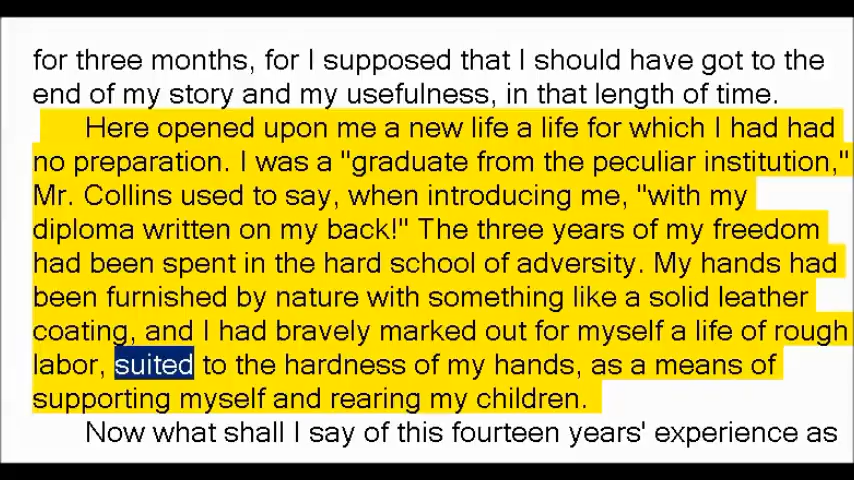 for three months, for I supposed that I should have got to the
end of my story and my usefulness, in that length of time.
Here opened upon me a new life a life for which I had had
no preparation. I was a "graduate from the peculiar institution,"
Mr. Collins used to say, when introducing me, "with my
diploma written on my back!" The three years of my freedom
had been spent in the hard school of adversity. My hands had
been furnished by nature with something like a solid leather
coating, and I had bravely marked out for myself a life of rough
labor, suited to the hardness of my hands, as a means of
supporting myself and rearing my children.
Now what shall I say of this fourteen years' experience as